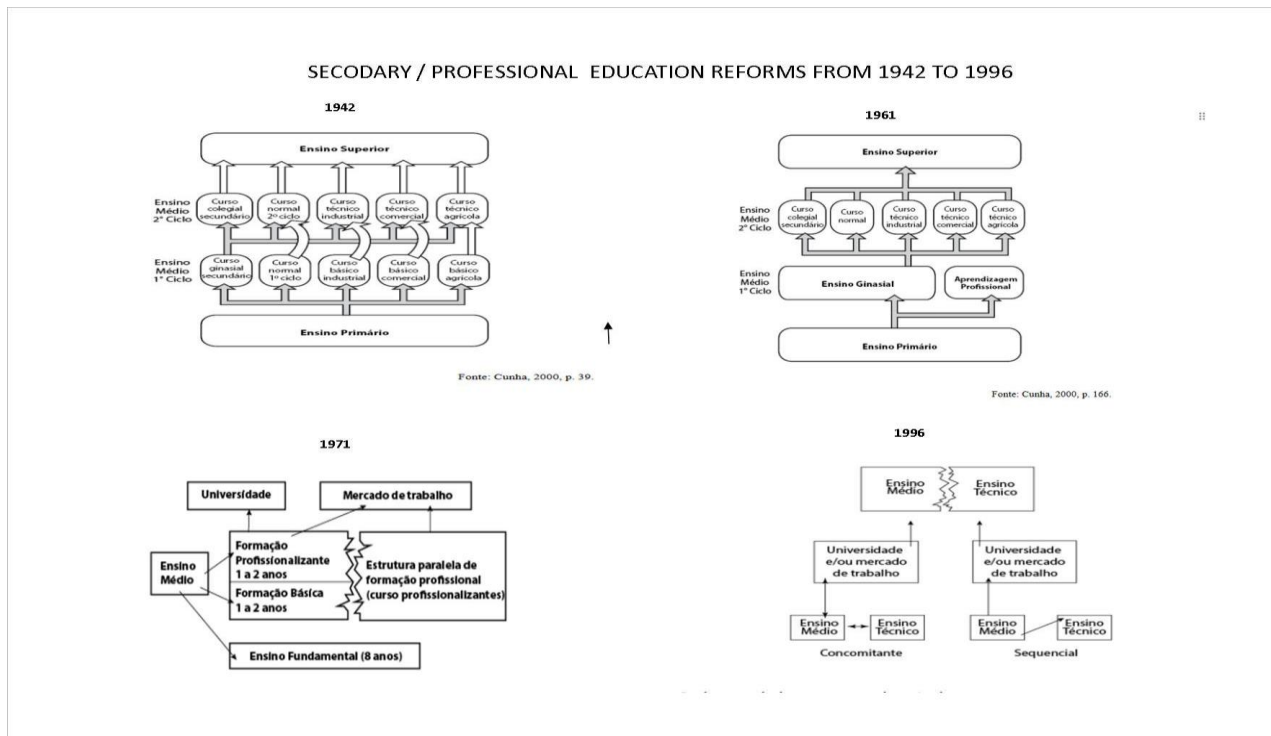 SECODARY / PROFESSIONAL EDUCATION REFORMS FROM 1942 TO 1996
1942
Ensino Superior
Ensino
Médio
2° Ciclo
Curso
colegial
secundário
Curso
normal
2º ciclo
Curso
técnico
industrial
Curso
técnico
comercial
Curso
técnico
agrícola
Ensino
Médio
1° Ciclo
Curso
ginasial
secundário
Curso
normal
1º ciclo
Curso
básico
industrial
Curso
básico
comercial
Curso
básico
agrícola
Ensino Primário
Fonte: Cunha, 2000, p. 39.
1961
Ensino Superior
Ensino
Médio
2° Ciclo
Curso
colegial
secundário
Curso
normal
Curso
técnico
industrial
Curso
técnico
comercial
Curso
técnico
agrícola
Ensino
Médio
1° Ciclo
Ensino Ginasial
Aprendizagem
Profissional
Ensino Primário
Fonte: Cunha, 2000, p. 166.
1971
Universidade
Mercado de trabalho
Ensino
Médio
Formação
Profissionalizante
1 a 2 anos
Formação Básica
1 a 2 anos
Estrutura paralela de
formação profissional
(curso profissionalizantes)
Ensino Fundamental (8 anos)
1996
Ensino
Médio
Ensino
Técnico
Universidade
e/ou mercado
de trabalho
Universidade
e/ou mercado
de trabalho
Ensino
Médio
Ensino
Técnico
Ensino
Médio
Ensino
Técnico
Concomitante
Sequencial